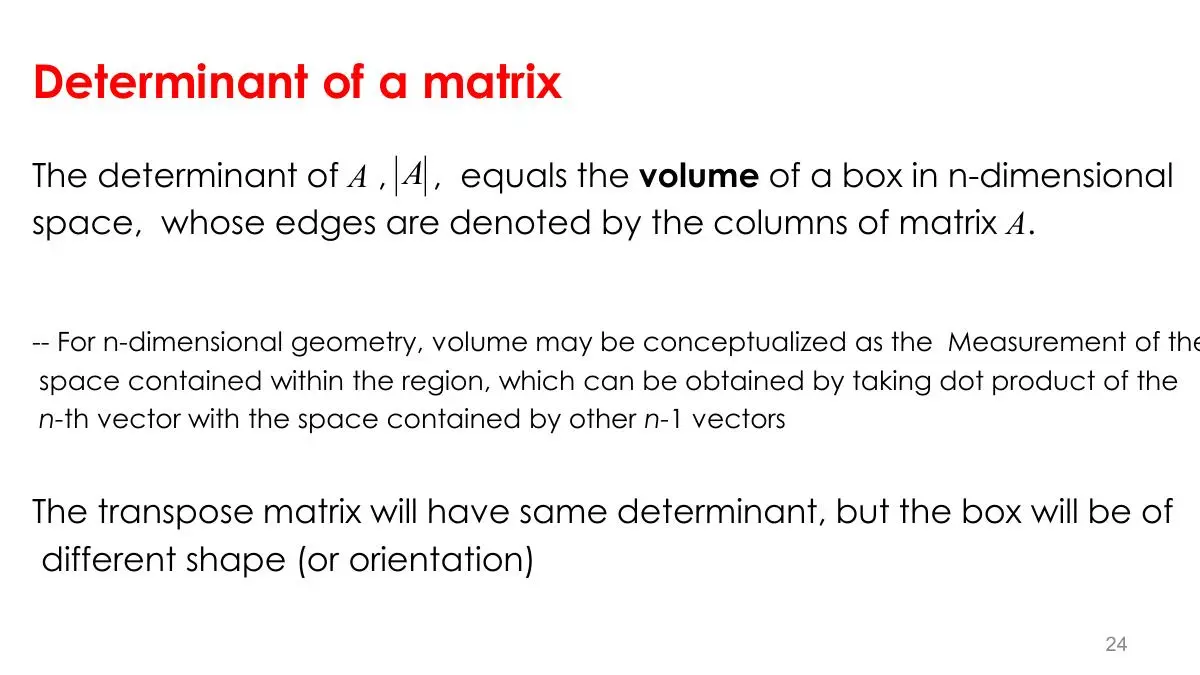 Determinant of a matrix
The determinant of A , |A| , equals the volume of a box in n-dimensional
space, whose edges are denoted by the columns of matrix A.
-- For n-dimensional geometry, volume may be conceptualized as the Measurement of the
space contained within the region, which can be obtained by taking dot product of the
n-th vector with the space contained by other n-1 vectors
The transpose matrix will have same determinant, but the box will be of
different shape (or orientation)
24